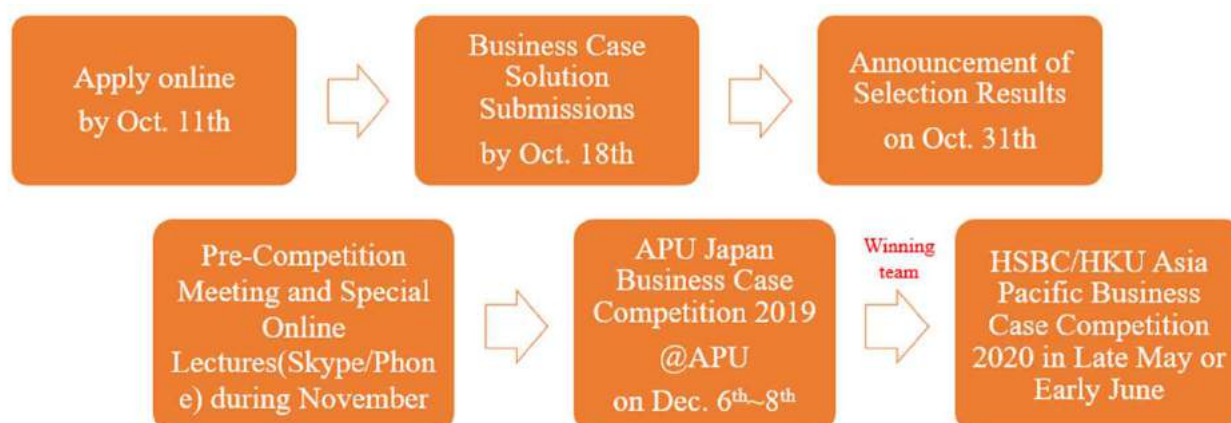 Apply online
by Oct. 11th
Business Case
Solution
Submissions
by Oct. 18th
Announcement of
Selection Results
on Oct. 31th
Pre-Competition
Meeting and Special
Online
Lectures(Skype/Phon
e) during November
APU Japan
Business Case
Competition 2019
@APU
on Dec. 6th~8th
Winning
team
HSBC/HKU Asia
Pacific Business
Case Competition
2020 in Late May or
Early June